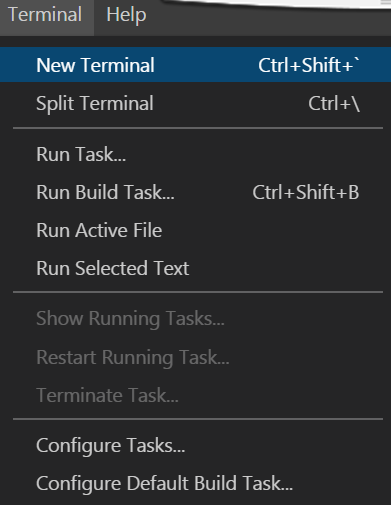 Terminal Help
New Terminal Ctrl+Shift+`
Split Terminal Ctrl+\
Run Task...
Run Build Task... Ctrl+Shift+B
Run Active File
Run Selected Text
Show Running Tasks...
Restart Running Task...
Terminate Task...
Configure Tasks...
Configure Default Build Task...